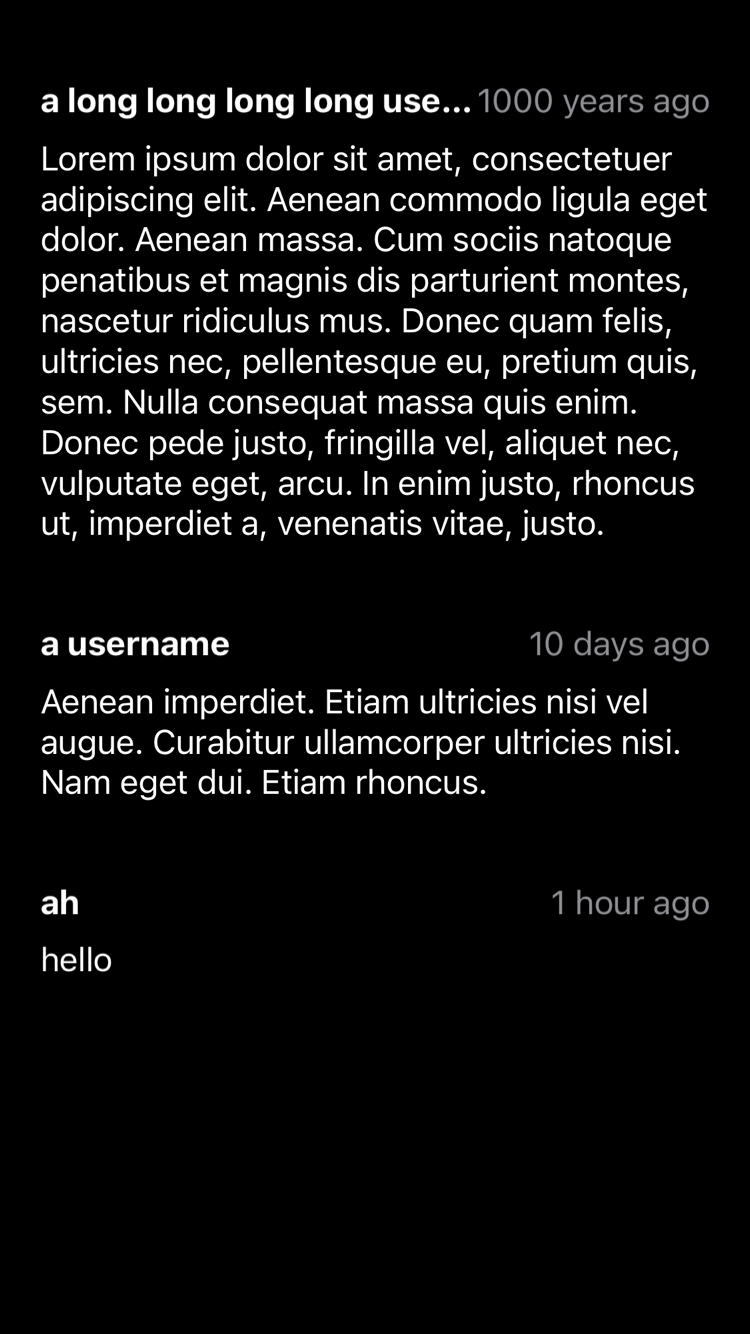 a long long long long use... 1000 years ago
Lorem ipsum dolor sit amet, consectetuer
adipiscing elit. Aenean commodo ligula eget
dolor. Aenean massa. Cum sociis natoque
penatibus et magnis dis parturient montes,
nascetur ridiculus mus. Donec quam felis,
ultricies nec, pellentesque eu, pretium quis,
sem. Nulla consequat massa quis enim.
Donec pede justo, fringilla vel, aliquet nec,
vulputate eget, arcu. In enim justo, rhoncus
ut, imperdiet a, venenatis vitae, justo.
a username 10 days ago
Aenean imperdiet. Etiam ultricies nisi vel
augue. Curabitur ullamcorper ultricies nisi.
Nam eget dui. Etiam rhoncus.
ah 1 hour ago
hello